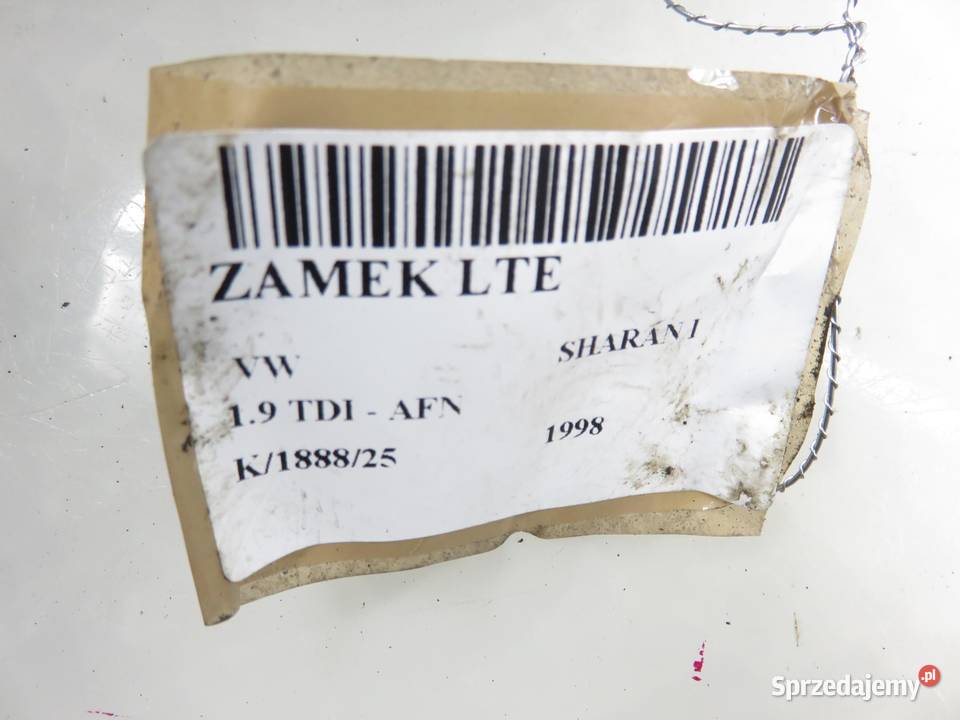 ZAMEK LTE
VW SHARAN I
1.9 TDI - AFN
K/1888/25 1998
Sprzedajemy.pl